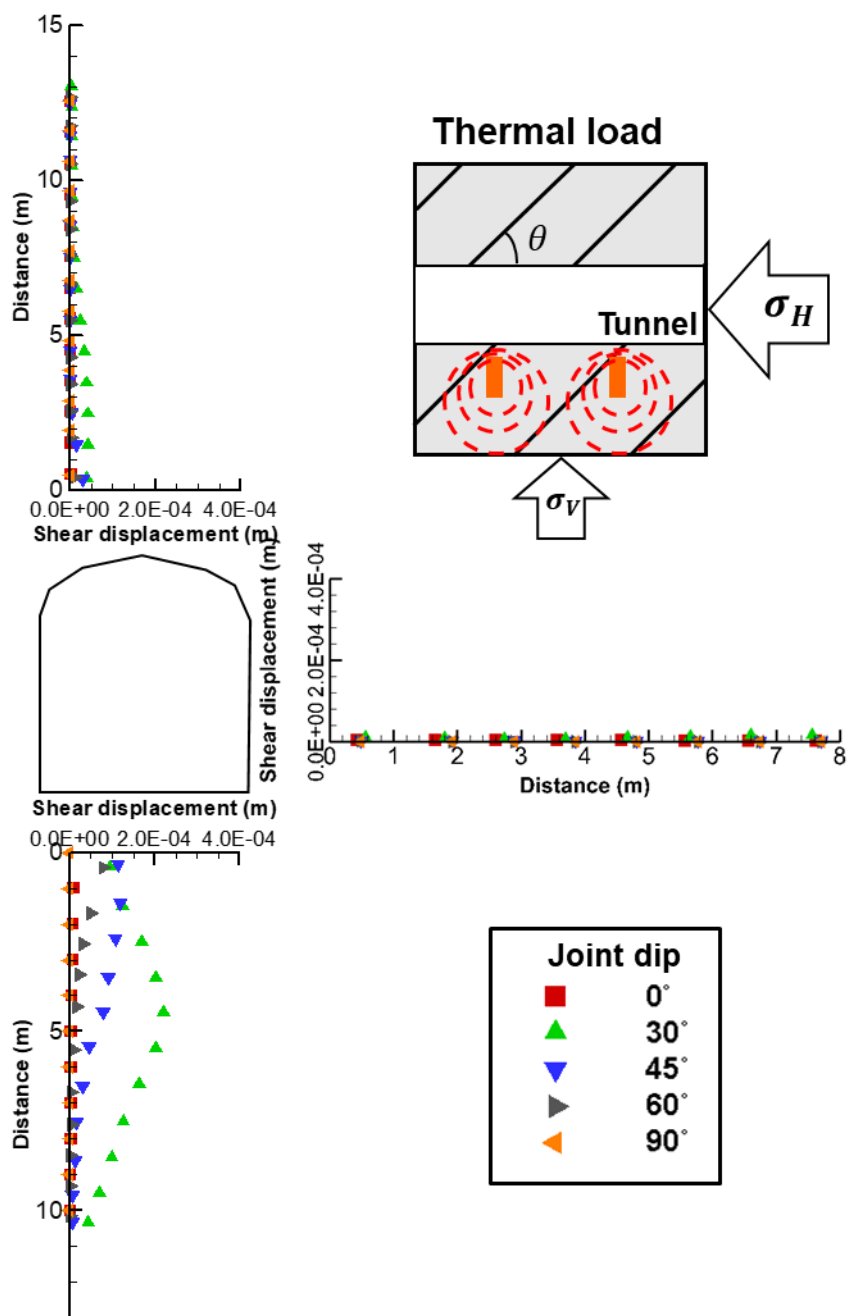 15
10
5
0
Distance (m)
0.0E+00 2.0E-04 4.0E-04
Shear displacement (m)
Thermal load
θ
Tunnel
σ_H
σ_V
Shear displacement (m)
4.0E-04
2.0E-04
0.0E+00
0 1 2 3 4 5 6 7 8
Distance (m)
Shear displacement (m)
0.0E+00 2.0E-04 4.0E-04
0
5
10
Distance (m)
Joint dip
0°
30°
45°
60°
90°